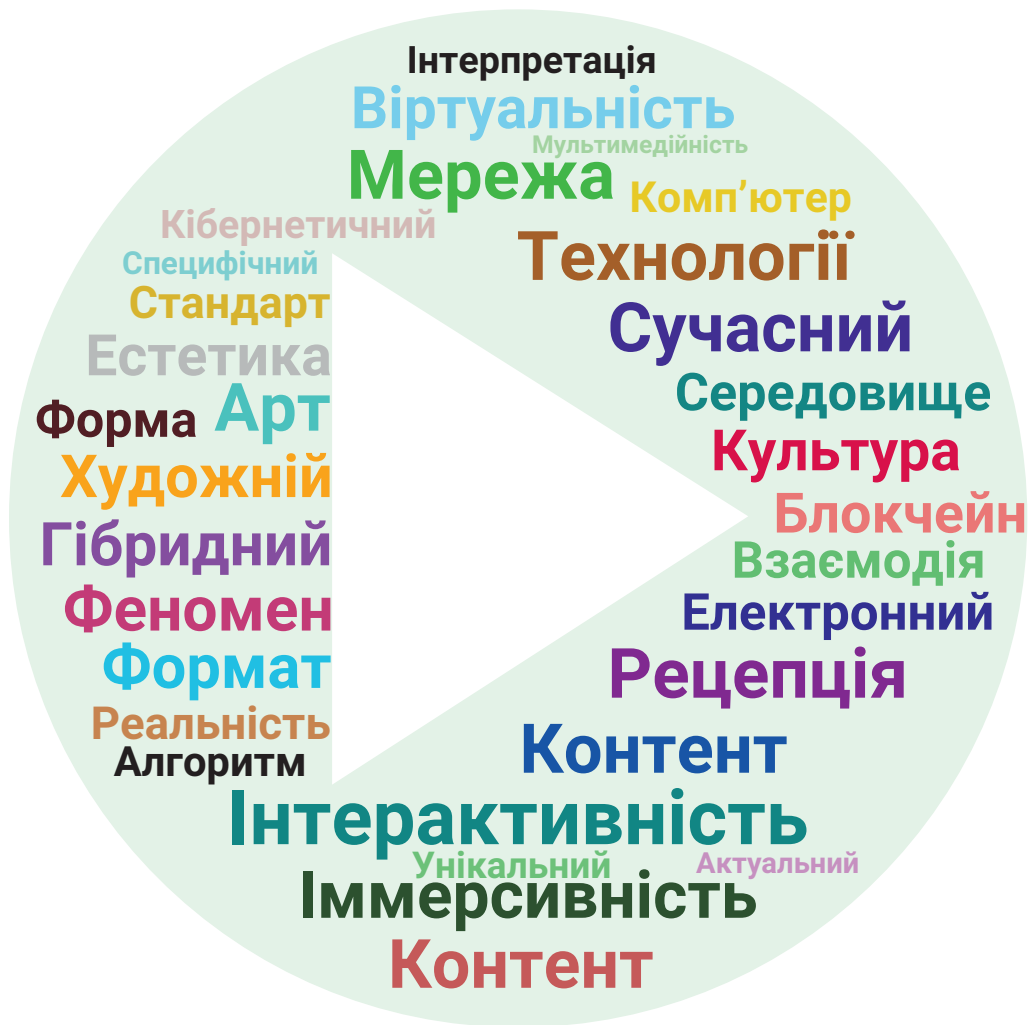 Інтерпретація
Віртуальність
Мультимедійність
Мережа
Комп’ютер
Кібернетичний
Технології
Специфічний
Стандарт
Сучасний
Естетика
Середовище
Форма Арт
Культура
Художній
Блокчейн
Гібридний
Взаємодія
Феномен
Електронний
Формат
Рецепція
Реальність
Контент
Алгоритм
Інтерактивність
Унікальний
Актуальний
Іммерсивність
Контент